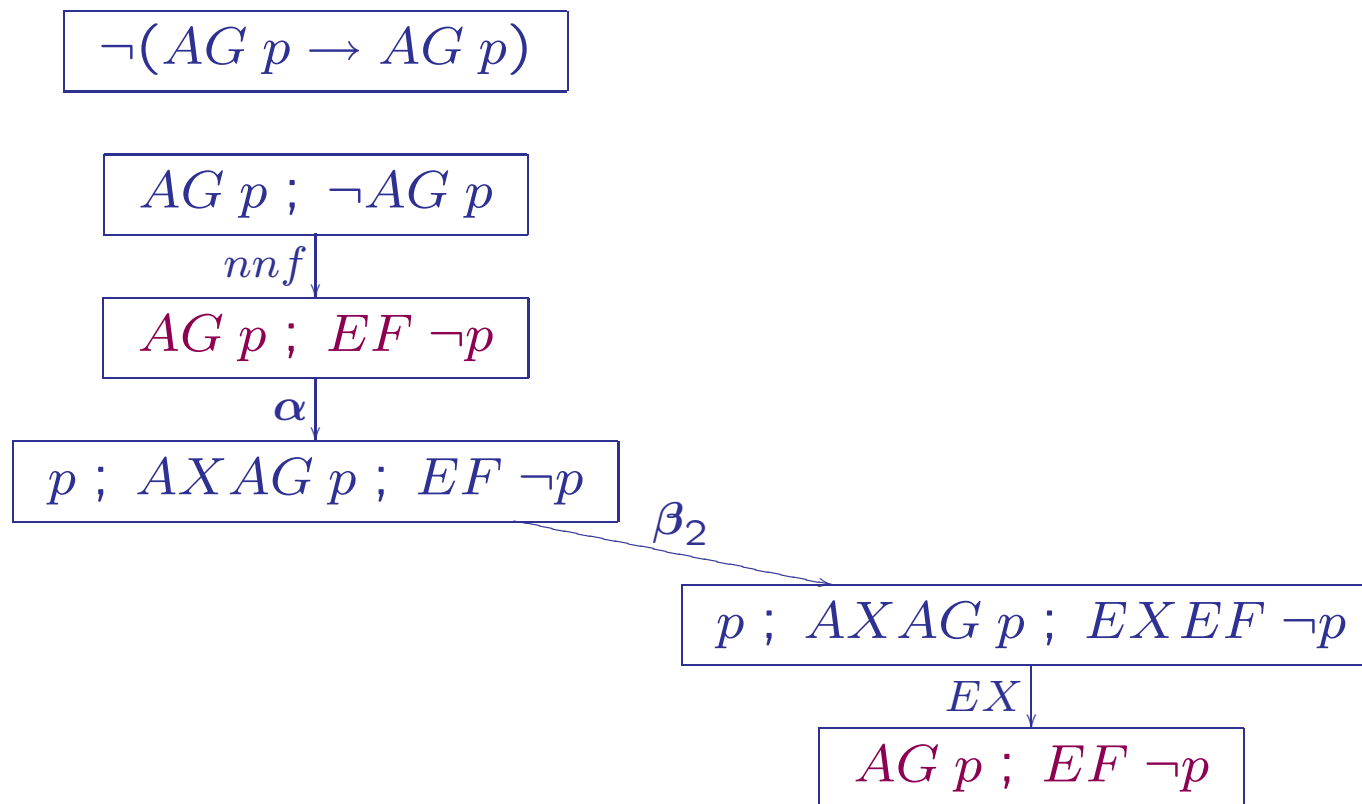 ¬(AG p → AG p)
AG p ; ¬AG p
nnf
AG p ; EF ¬p
α
p ; AXAG p ; EF ¬p
β₂
p ; AXAG p ; EXEF ¬p
EX
AG p ; EF ¬p